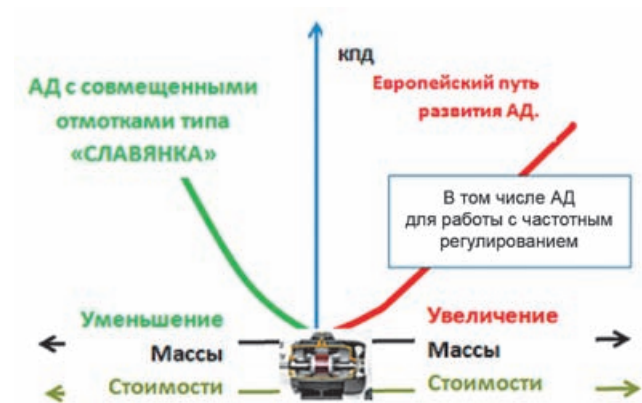 КПД
АД с совмещенными
отмотками типа
«СЛАВЯНКА»
Европейский путь
развития АД.
В том числе АД
для работы с частотным
регулированием
Уменьшение
Массы
Стоимости
Увеличение
Массы
Стоимости